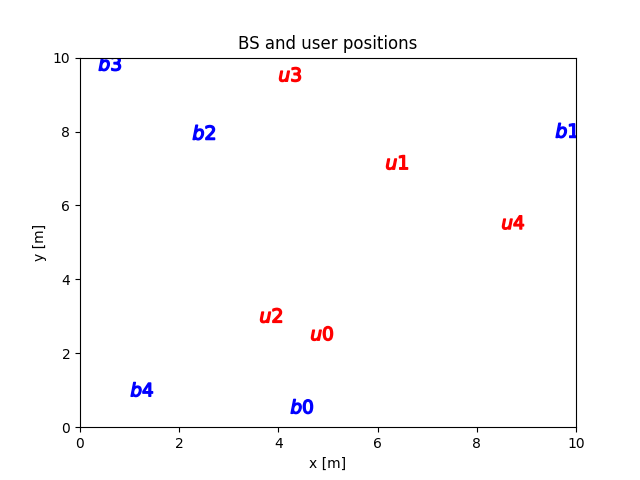 BS and user positions
10
b3
u3
8
b2
b1
u1
6
u4
y [m]
4
u2
u0
2
b4
b0
0
0 2 4 6 8 10
x [m]